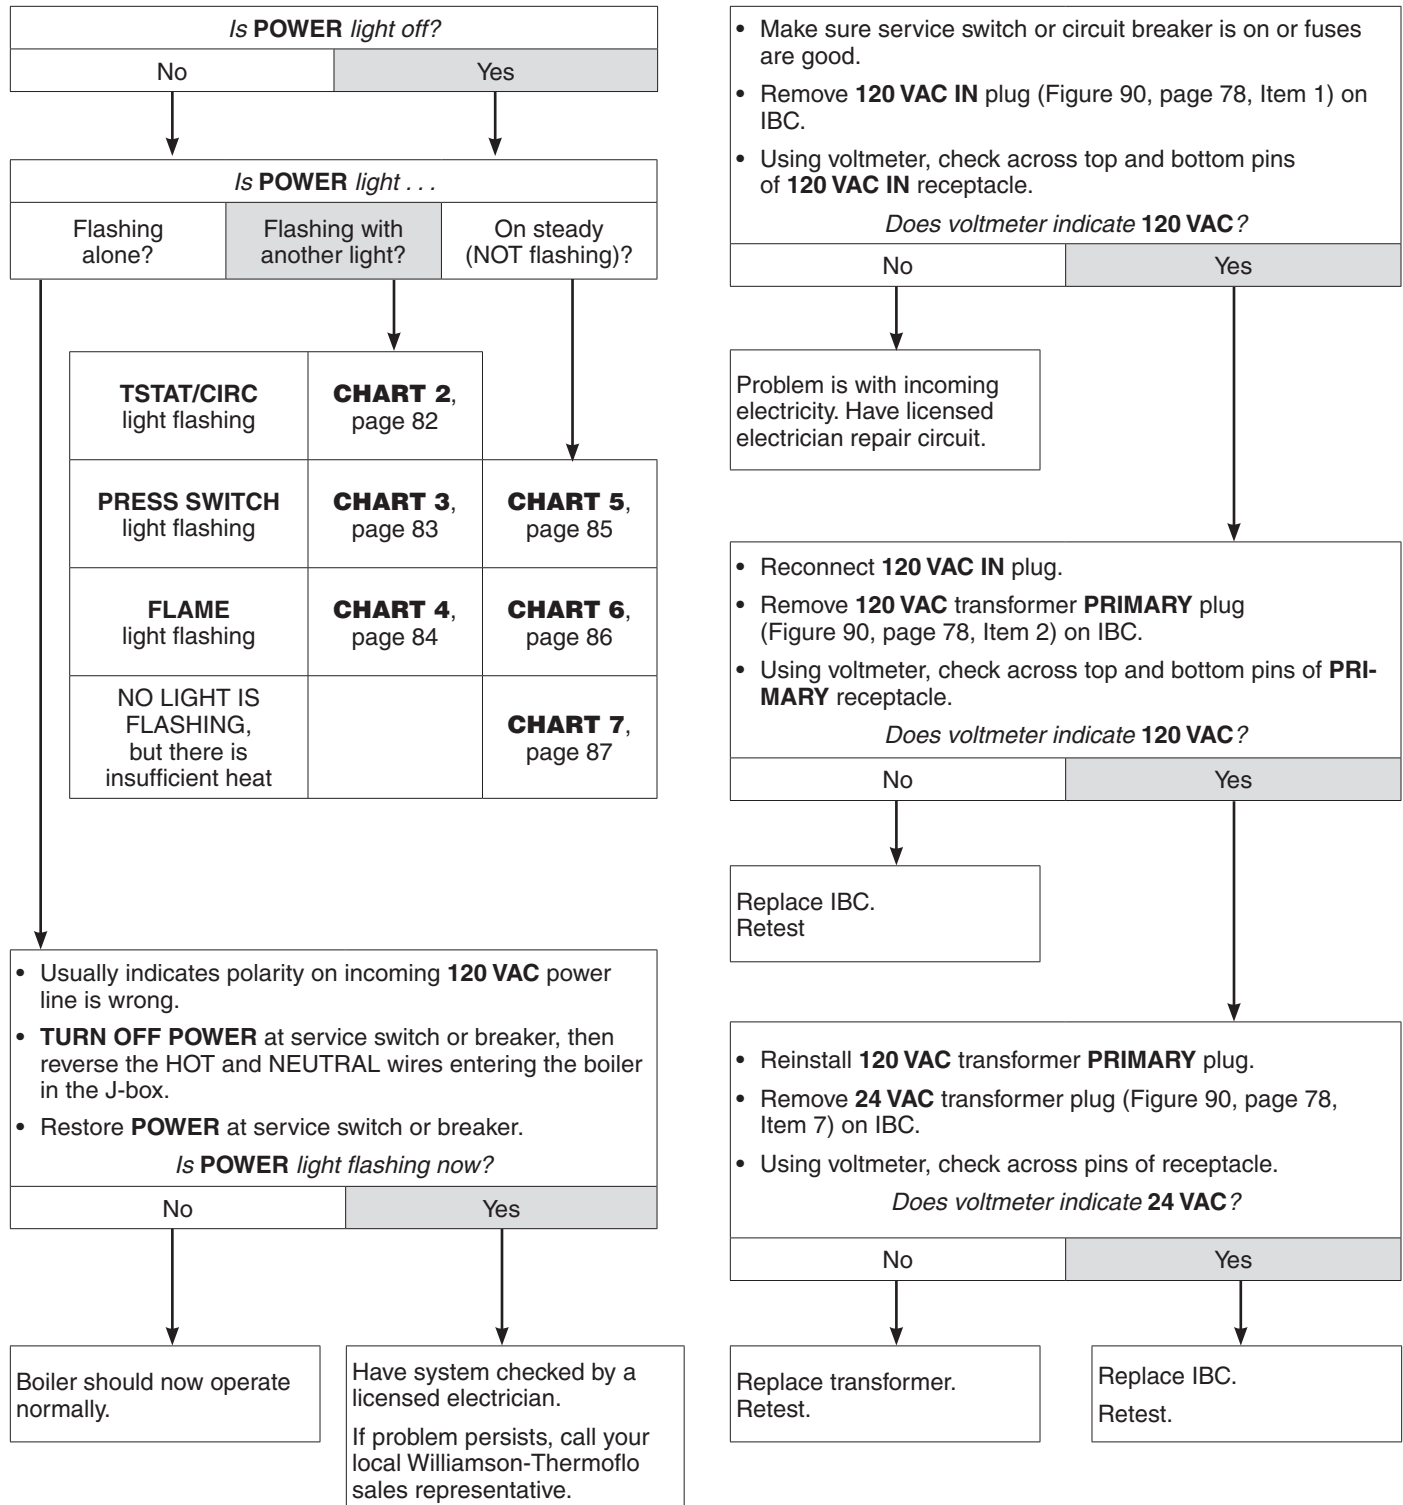 Is POWER light off?
No
Yes
Is POWER light . . .
Flashing
alone?
Flashing with
another light?
On steady
(NOT flashing)?
TSTAT/CIRC
light flashing
CHART 2,
page 82
PRESS SWITCH
light flashing
CHART 3,
page 83
CHART 5,
page 85
FLAME
light flashing
CHART 4,
page 84
CHART 6,
page 86
NO LIGHT IS
FLASHING,
but there is
insufficient heat
CHART 7,
page 87
• Usually indicates polarity on incoming 120 VAC power
line is wrong.
• TURN OFF POWER at service switch or breaker, then
reverse the HOT and NEUTRAL wires entering the boiler
in the J-box.
• Restore POWER at service switch or breaker.
Is POWER light flashing now?
No
Yes
Boiler should now operate
normally.
Have system checked by a
licensed electrician.
If problem persists, call your
local Williamson-Thermoflo
sales representative.
• Make sure service switch or circuit breaker is on or fuses
are good.
• Remove 120 VAC IN plug (Figure 90, page 78, Item 1) on
IBC.
• Using voltmeter, check across top and bottom pins
of 120 VAC IN receptacle.
Does voltmeter indicate 120 VAC?
No
Yes
Problem is with incoming
electricity. Have licensed
electrician repair circuit.
• Reconnect 120 VAC IN plug.
• Remove 120 VAC transformer PRIMARY plug
(Figure 90, page 78, Item 2) on IBC.
• Using voltmeter, check across top and bottom pins of PRI-
MARY receptacle.
Does voltmeter indicate 120 VAC?
No
Yes
Replace IBC.
Retest
• Reinstall 120 VAC transformer PRIMARY plug.
• Remove 24 VAC transformer plug (Figure 90, page 78,
Item 7) on IBC.
• Using voltmeter, check across pins of receptacle.
Does voltmeter indicate 24 VAC?
No
Yes
Replace transformer.
Retest.
Replace IBC.
Retest.